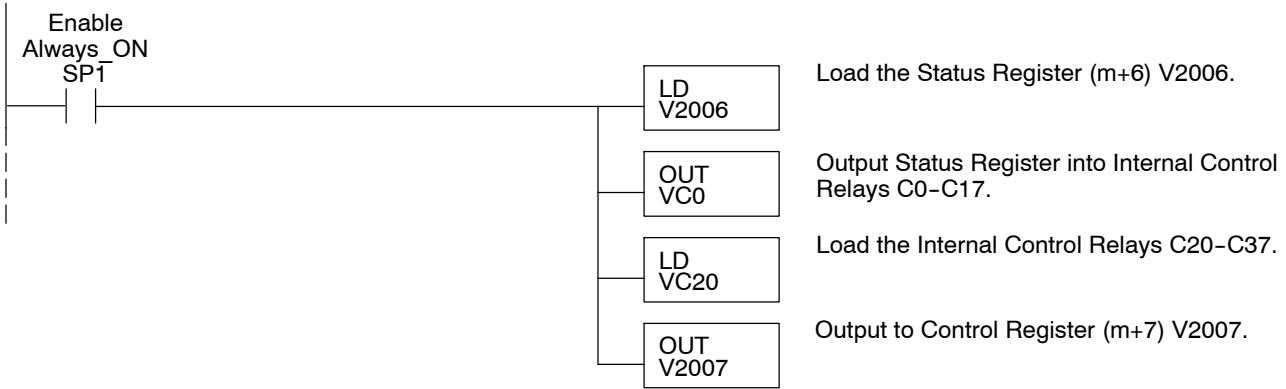 Enable
Always_ON
SP1
LD
V2006
Load the Status Register (m+6) V2006.
OUT
VC0
Output Status Register into Internal Control
Relays C0-C17.
LD
VC20
Load the Internal Control Relays C20-C37.
OUT
V2007
Output to Control Register (m+7) V2007.